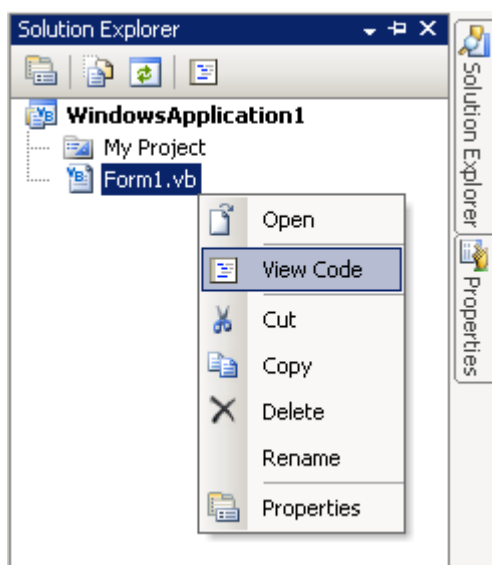 Solution Explorer
WindowsApplication1
My Project
Form1.vb
Open
View Code
Cut
Copy
Delete
Rename
Properties
Solution Explorer
Properties